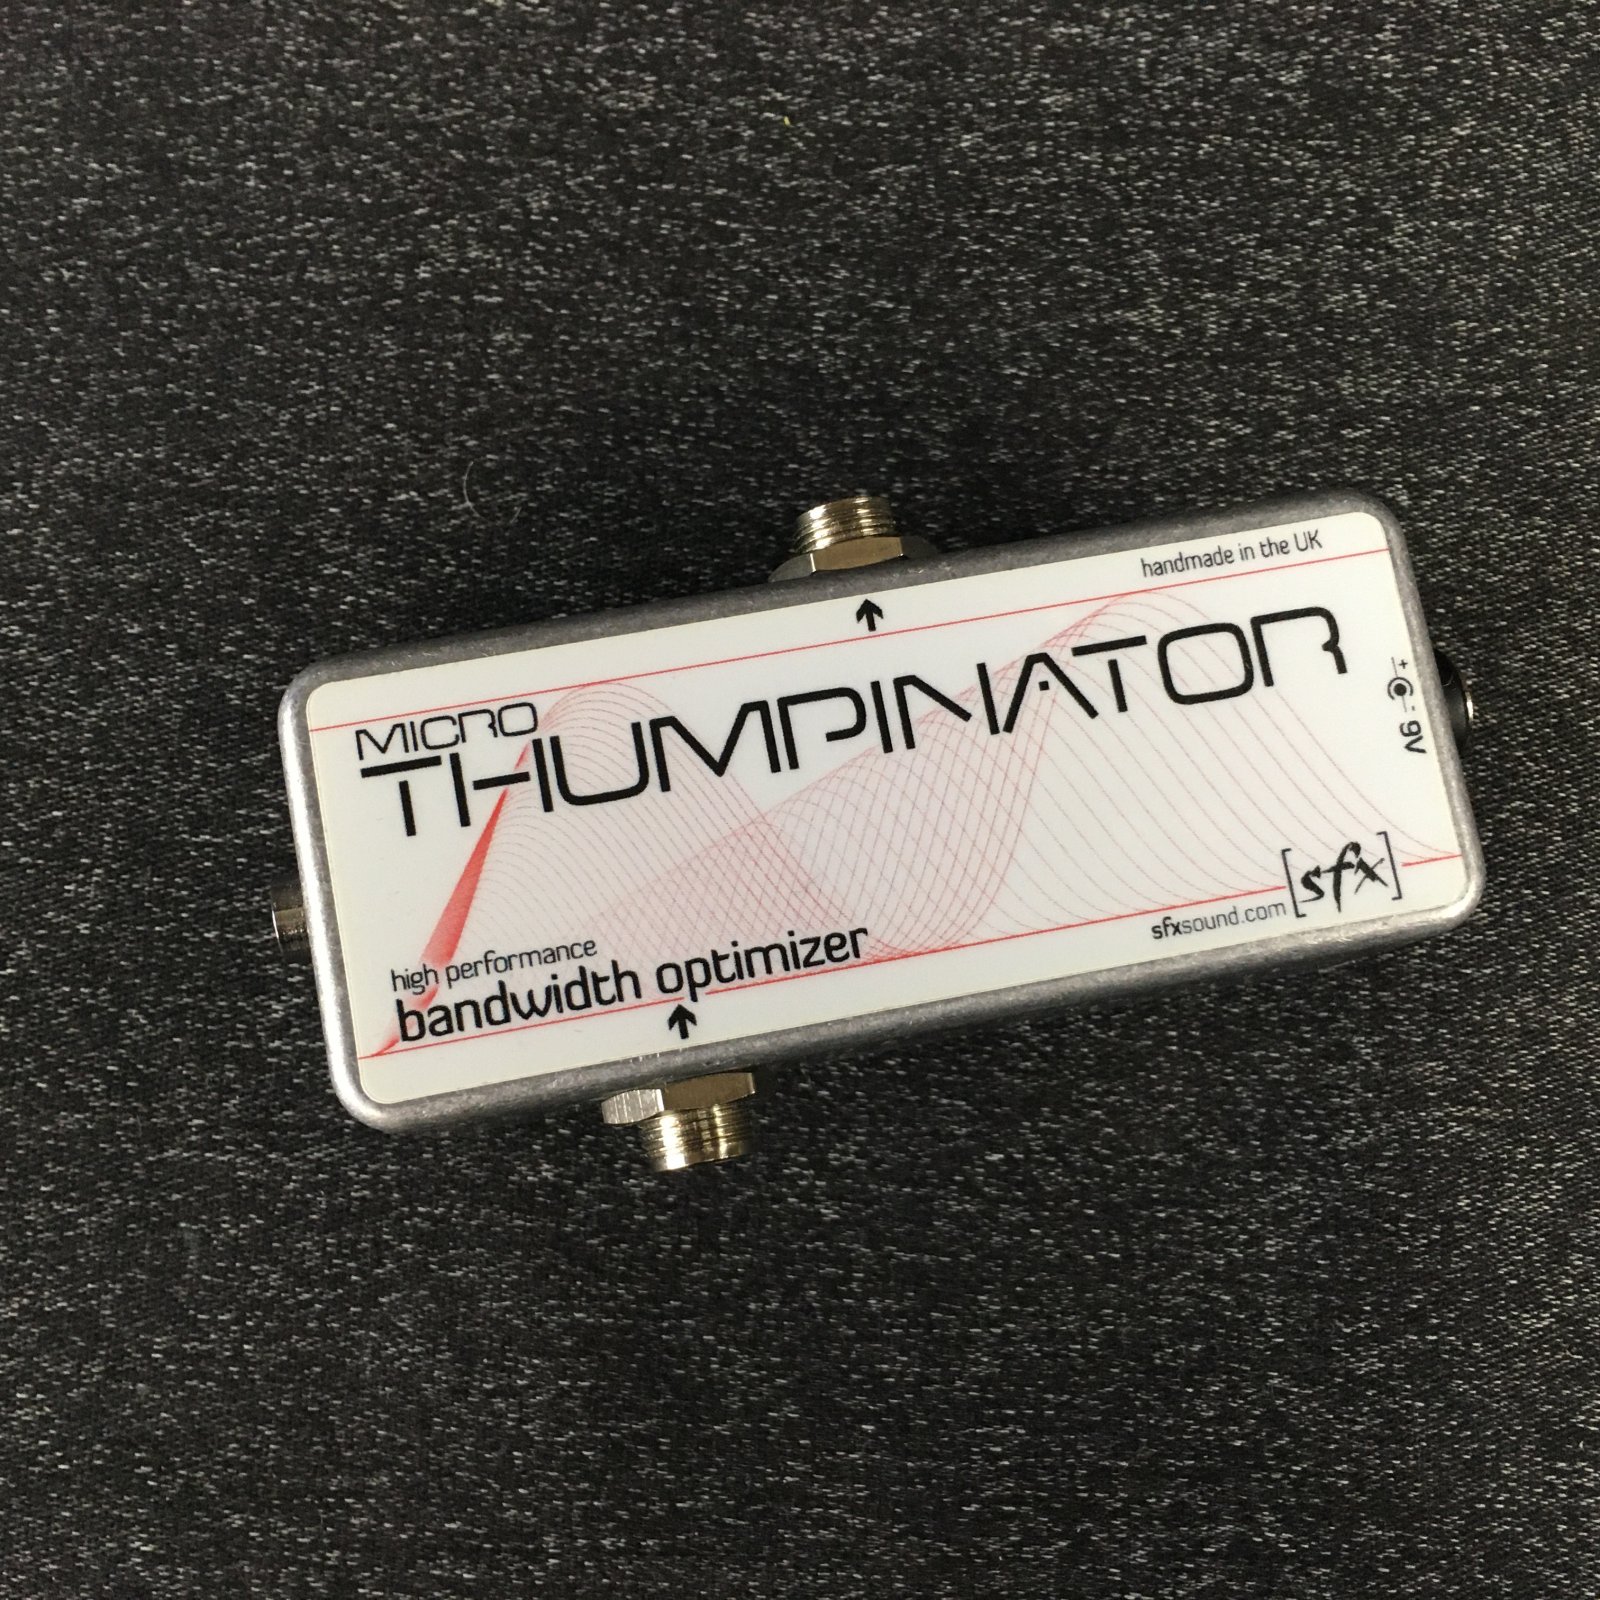 handmade in the UK
MICRO
THUMPINATOR
+ - 9V
high performance
bandwidth optimizer
sfxsound.com
[sfx]